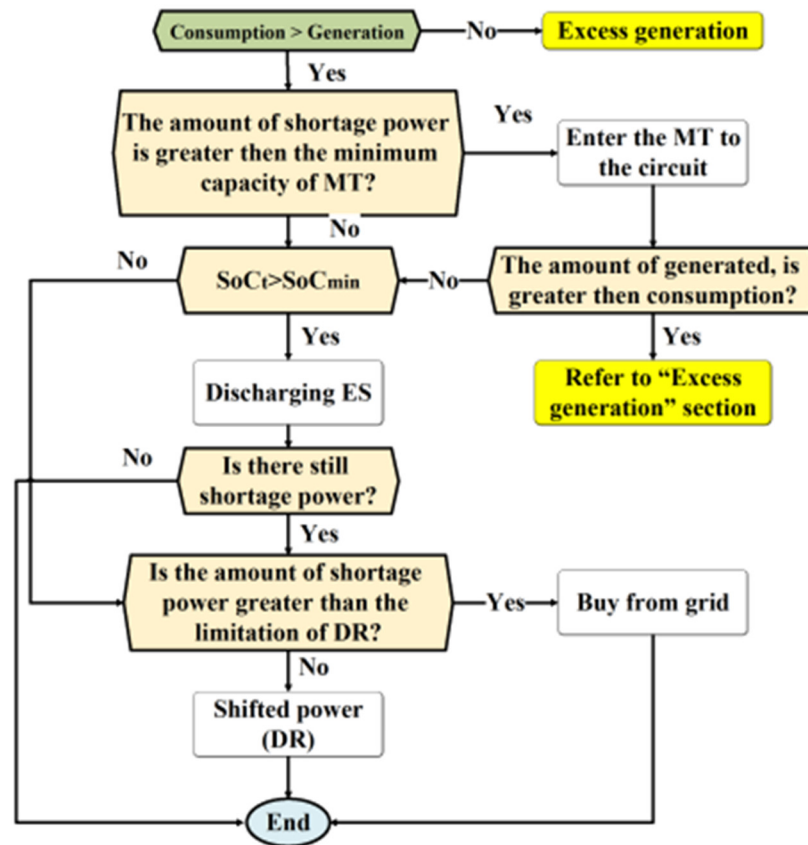 Consumption > Generation
No
Excess generation
Yes
The amount of shortage power
is greater then the minimum
capacity of MT?
Yes
Enter the MT to
the circuit
No
No
SoCt>SoCmin
No
The amount of generated, is
greater then consumption?
Yes
Yes
Discharging ES
Refer to “Excess
generation” section
No
Is there still
shortage power?
Yes
Is the amount of shortage
power greater than the
limitation of DR?
Yes
Buy from grid
No
Shifted power
(DR)
End